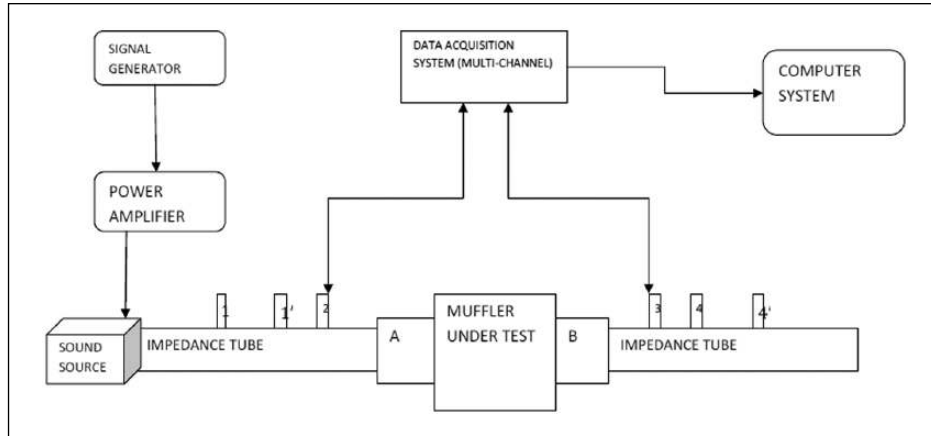 SIGNAL
GENERATOR
DATA ACQUISITION
SYSTEM (MULTI-CHANNEL)
COMPUTER
SYSTEM
POWER
AMPLIFIER
1
1'
2
3
4
4'
SOUND
SOURCE
IMPEDANCE TUBE
A
MUFFLER
UNDER TEST
B
IMPEDANCE TUBE